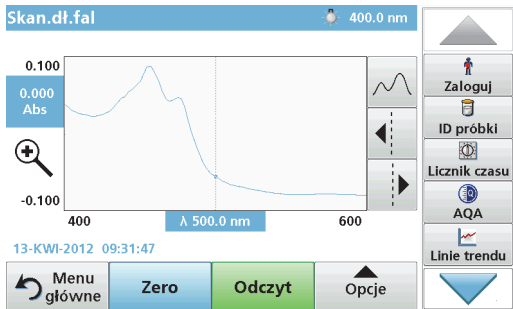 Skan.dł.fal
400.0 nm
0.100
0.000
Abs
-0.100
400
λ 500.0 nm
600
13-KWI-2012 09:31:47
Menu
główne
Zero
Odczyt
Opcje
Zaloguj
ID próbki
Licznik czasu
AQA
Linie trendu